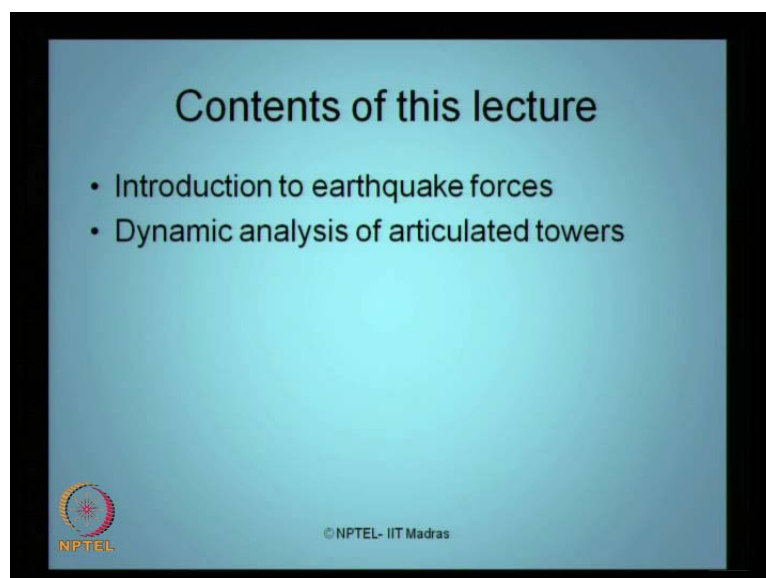 Contents of this lecture
• Introduction to earthquake forces
• Dynamic analysis of articulated towers
© NPTEL- IIT Madras
NPTEL